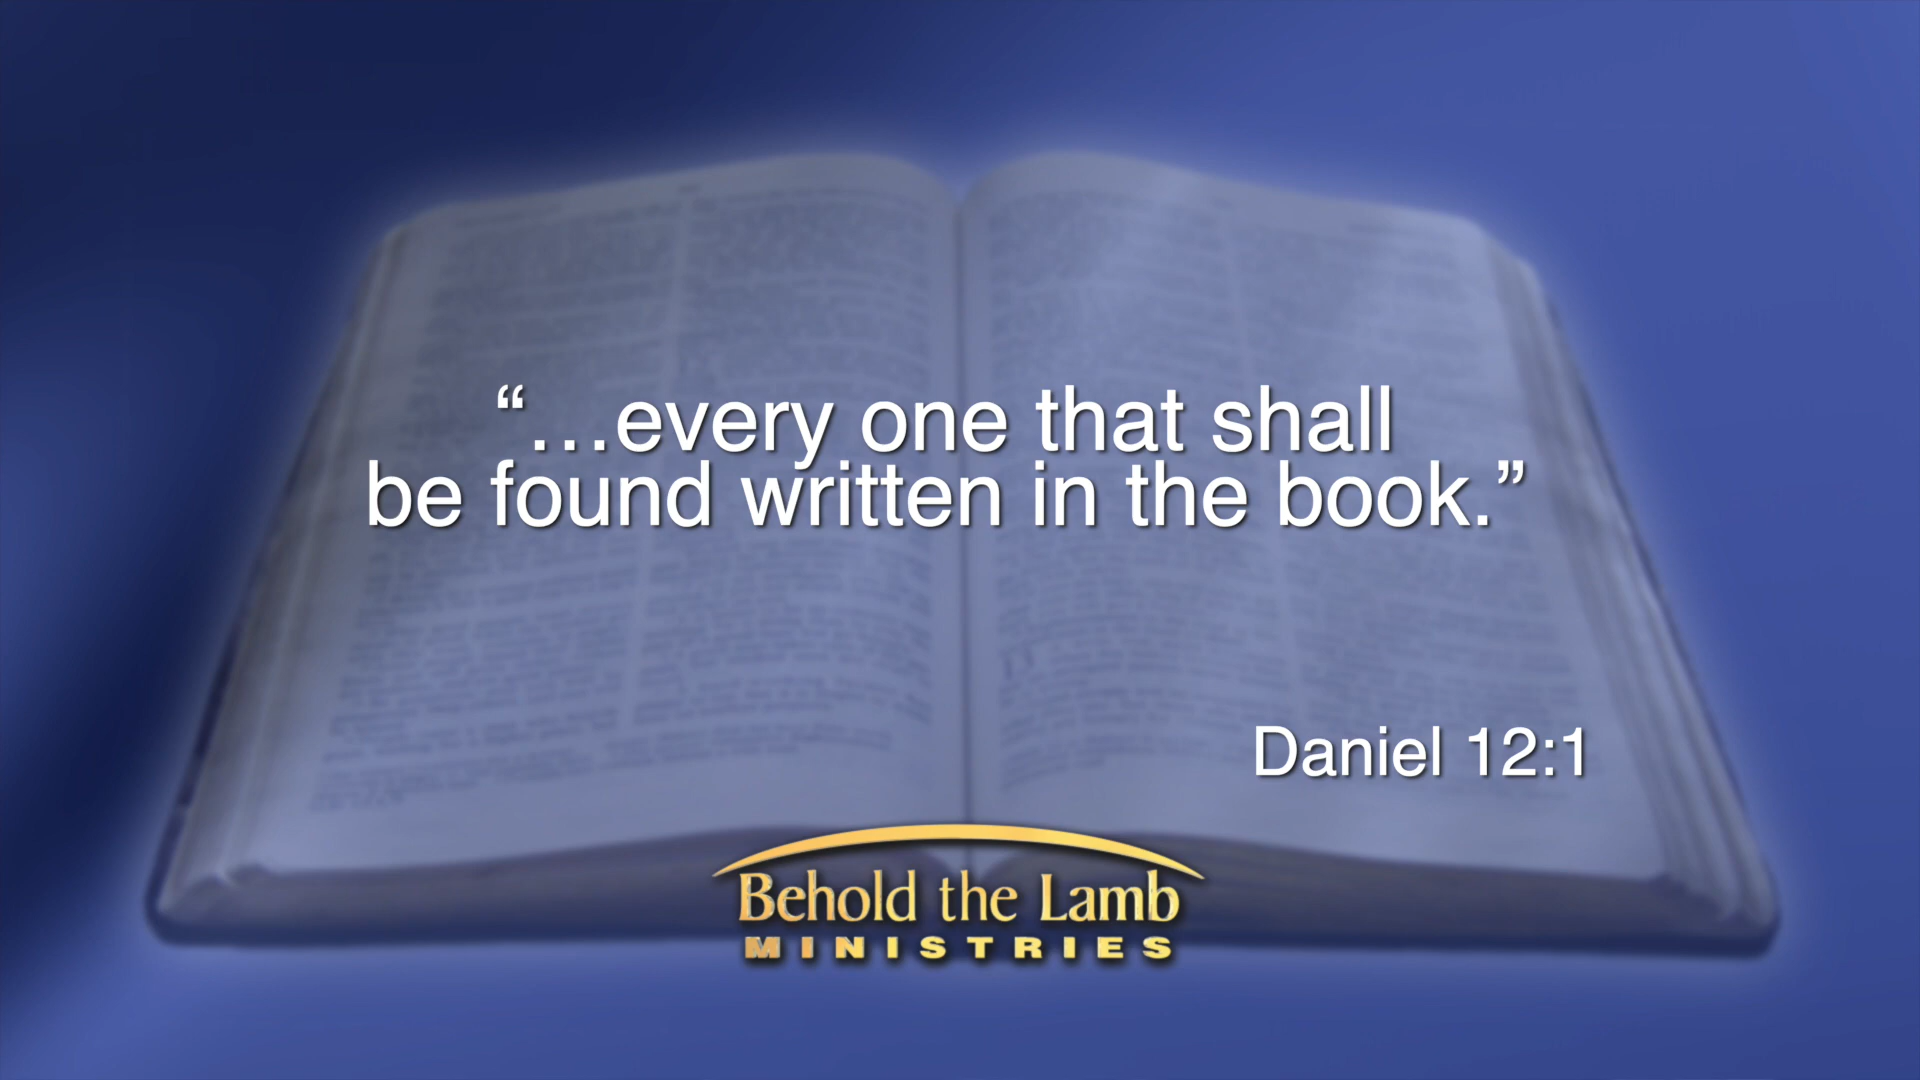 “…every one that shall
be found written in the book.”
Daniel 12:1
Behold the Lamb
MINISTRIES